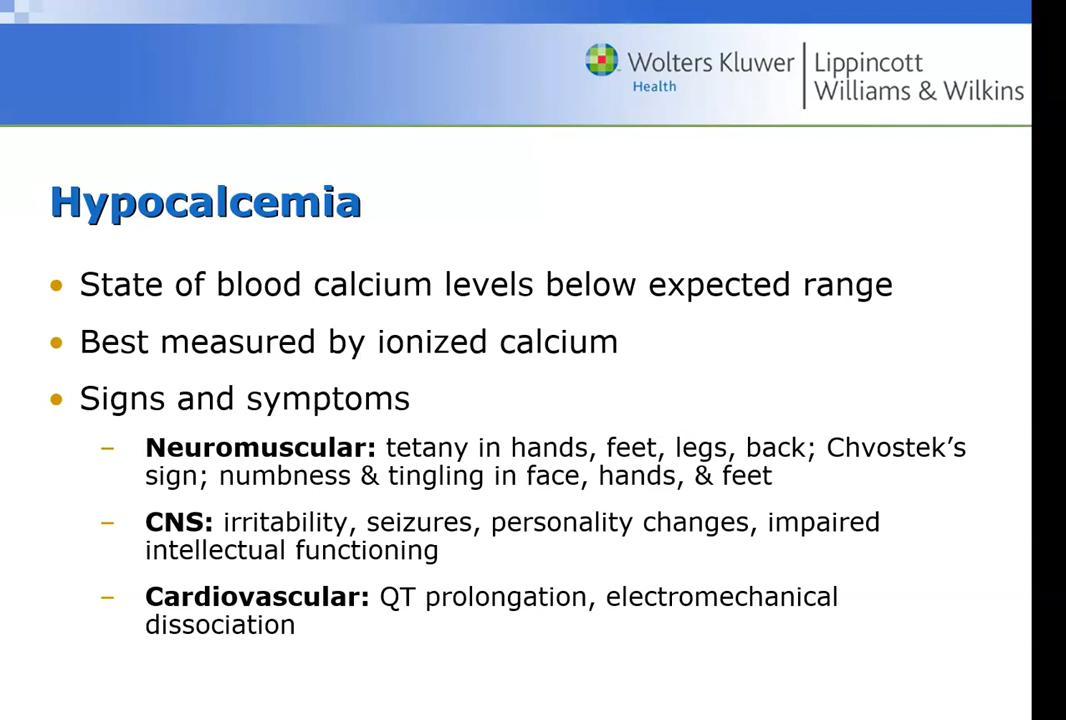 Wolters Kluwer
Health
Lippincott
Williams & Wilkins
Hypocalcemia
• State of blood calcium levels below expected range
• Best measured by ionized calcium
• Signs and symptoms
– Neuromuscular: tetany in hands, feet, legs, back; Chvostek’s
sign; numbness & tingling in face, hands, & feet
– CNS: irritability, seizures, personality changes, impaired
intellectual functioning
– Cardiovascular: QT prolongation, electromechanical
dissociation